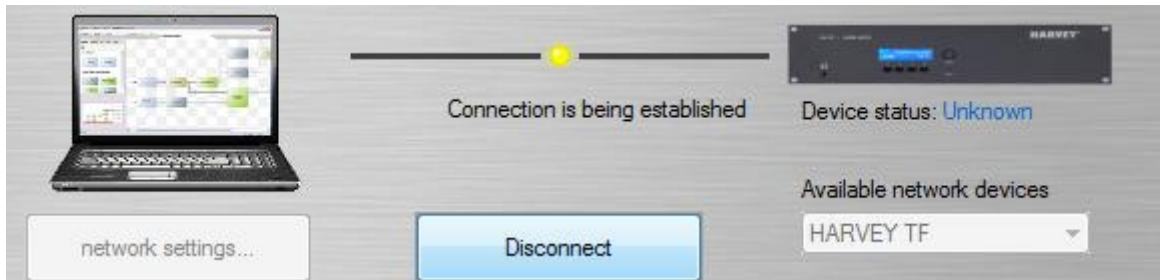 HARVEY
Connection is being established
Device status: Unknown
Available network devices
HARVEY TF
network settings...
Disconnect